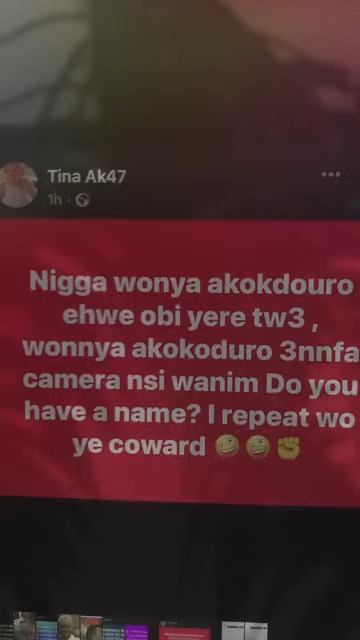 Tina Ak47
1h
Nigga wonya akokdouro
ehwe obi yere tw3 ,
wonnya akokoduro 3nnfa
camera nsi wanim Do you
have a name? I repeat wo
ye coward 🤪🤪✊